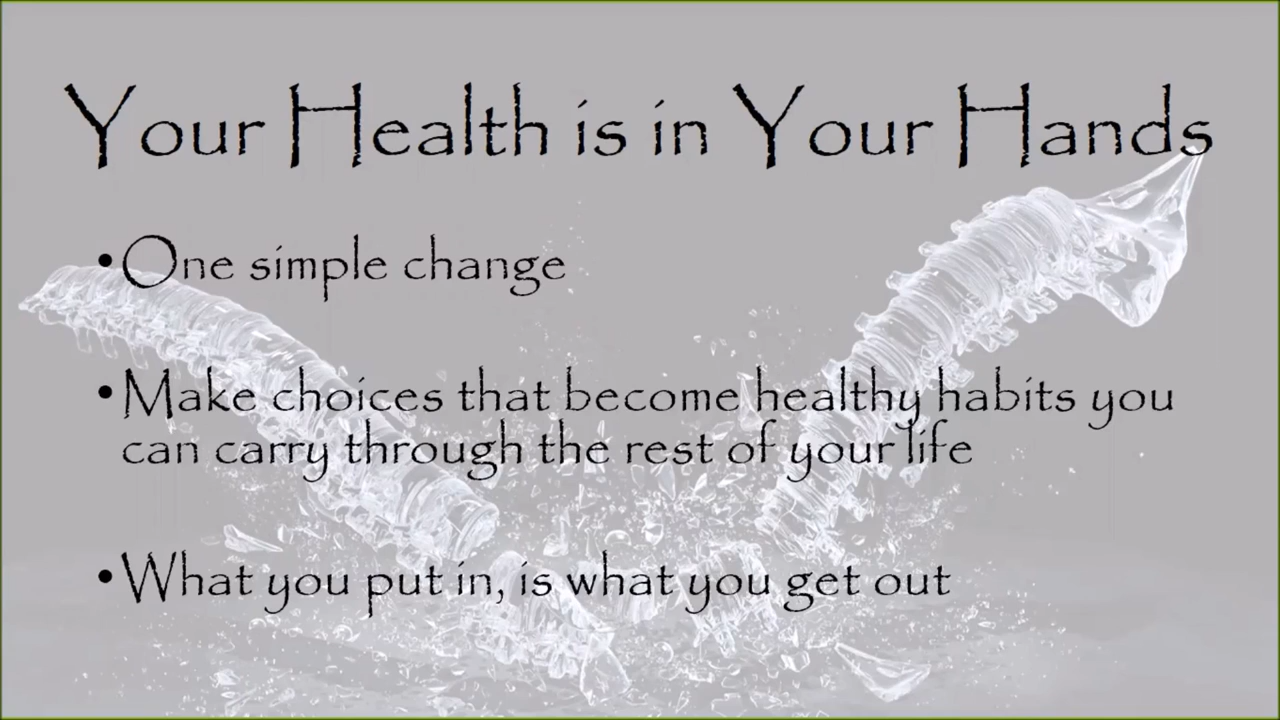 Your Health is in Your Hands
•One simple change
•Make choices that become healthy habits you
can carry through the rest of your life
•What you put in, is what you get out